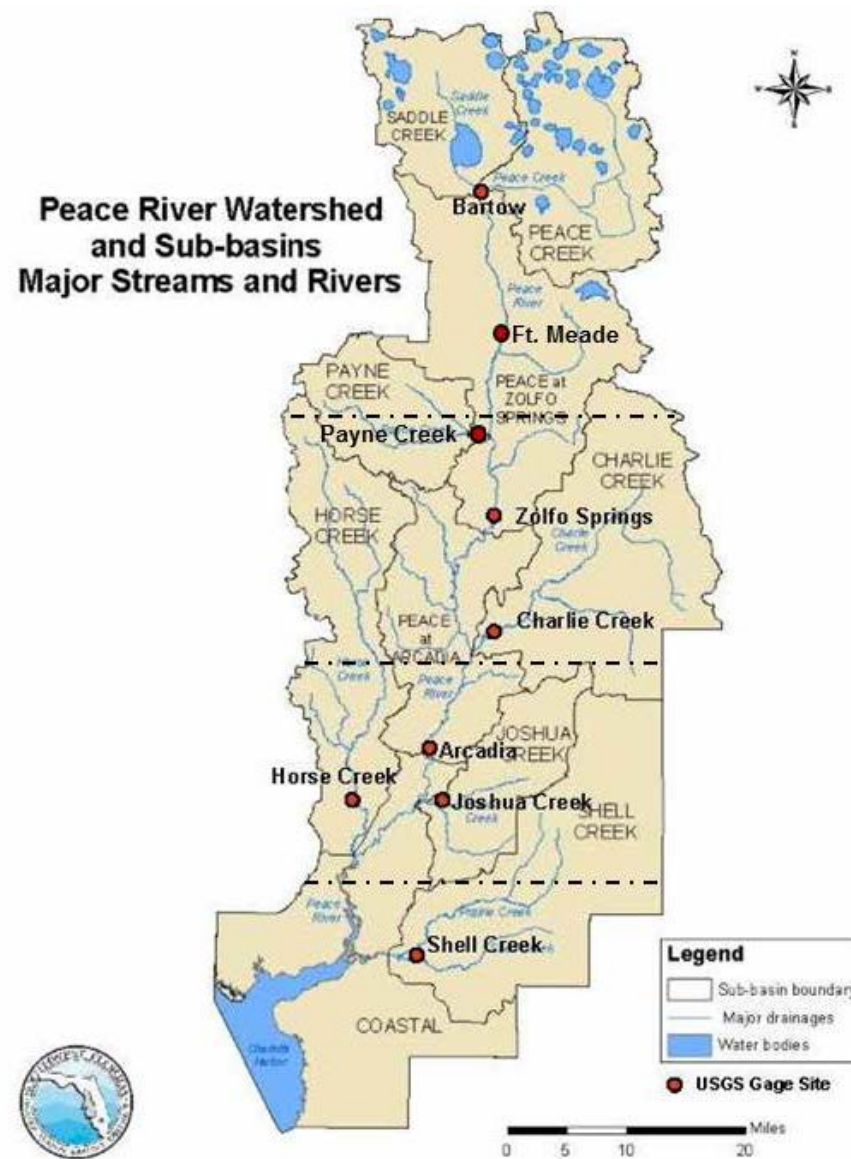 Peace River Watershed
and Sub-basins
Major Streams and Rivers
N
Saddle
Creek
SADDLE
CREEK
Peace Creek
Bartow
PEACE
CREEK
Peace
River
Ft. Meade
PAYNE
CREEK
PEACE at
ZOLFO
SPRINGS
Payne Creek
CHARLIE
CREEK
HORSE
CREEK
Zolfo Springs
Charlie
Creek
Charlie Creek
PEACE
at
ARCADIA
Horse
Creek
Peace
River
JOSHUA
CREEK
Arcadia
Horse Creek
Joshua Creek
Creek
SHELL
CREEK
Peace
River
Prairie Creek
Shell Creek
COASTAL
Charlotte
Harbor
Legend
Sub-basin boundary
Major drainages
Water bodies
USGS Gage Site
Miles
0 5 10 20